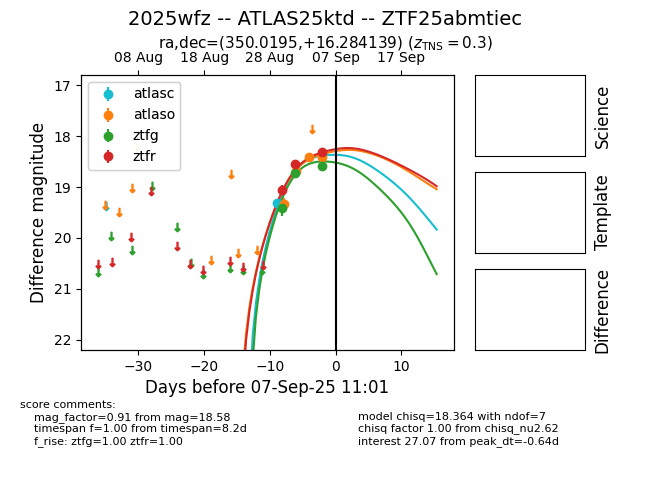 2025wfz -- ATLAS25ktd -- ZTF25abmtiec
ra,dec=(350.0195,+16.284139) (z_TNS = 0.3)
08 Aug 18 Aug 28 Aug 07 Sep 17 Sep
17
18
19
20
21
22
Difference magnitude
atlasc
atlaso
ztfg
ztfr
−30 −20 −10 0 10
Days before 07-Sep-25 11:01
Science
Template
Difference
score comments:
mag_factor=0.91 from mag=18.58
timespan f=1.00 from timespan=8.2d
f_rise: ztfg=1.00 ztfr=1.00
model chisq=18.364 with ndof=7
chisq factor 1.00 from chisq_nu2.62
interest 27.07 from peak_dt=-0.64d